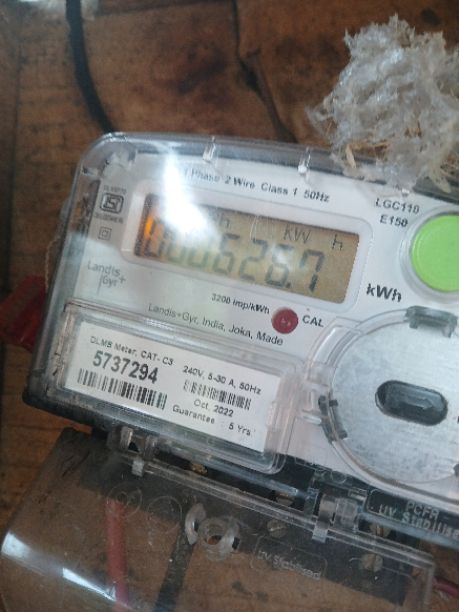 1 Phase 2 Wire Class 1 50Hz
LGC110
E150
kW h
000626.7
kWh
3200 imp/kWh
CAL
Landis
Gyr+
Landis+Gyr, India, Joka, Made
DLMS Meter, CAT- C3
240V, 5-30 A, 50Hz
5737294
Oct. 2022
Guarantee : 5 Yrs.
UV Stabilized